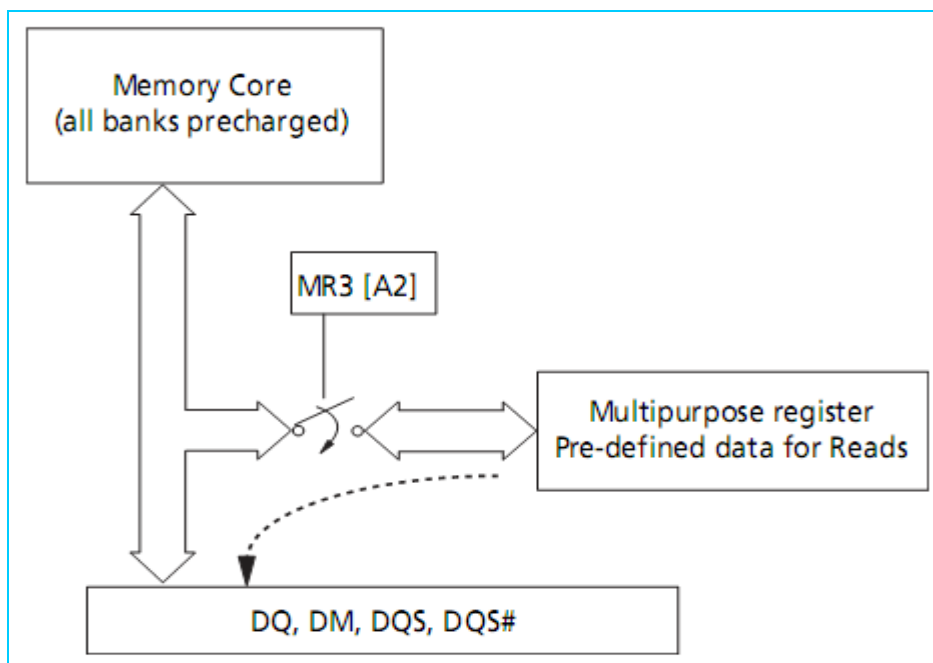 Memory Core
(all banks precharged)
MR3 [A2]
Multipurpose register
Pre-defined data for Reads
DQ, DM, DQS, DQS#